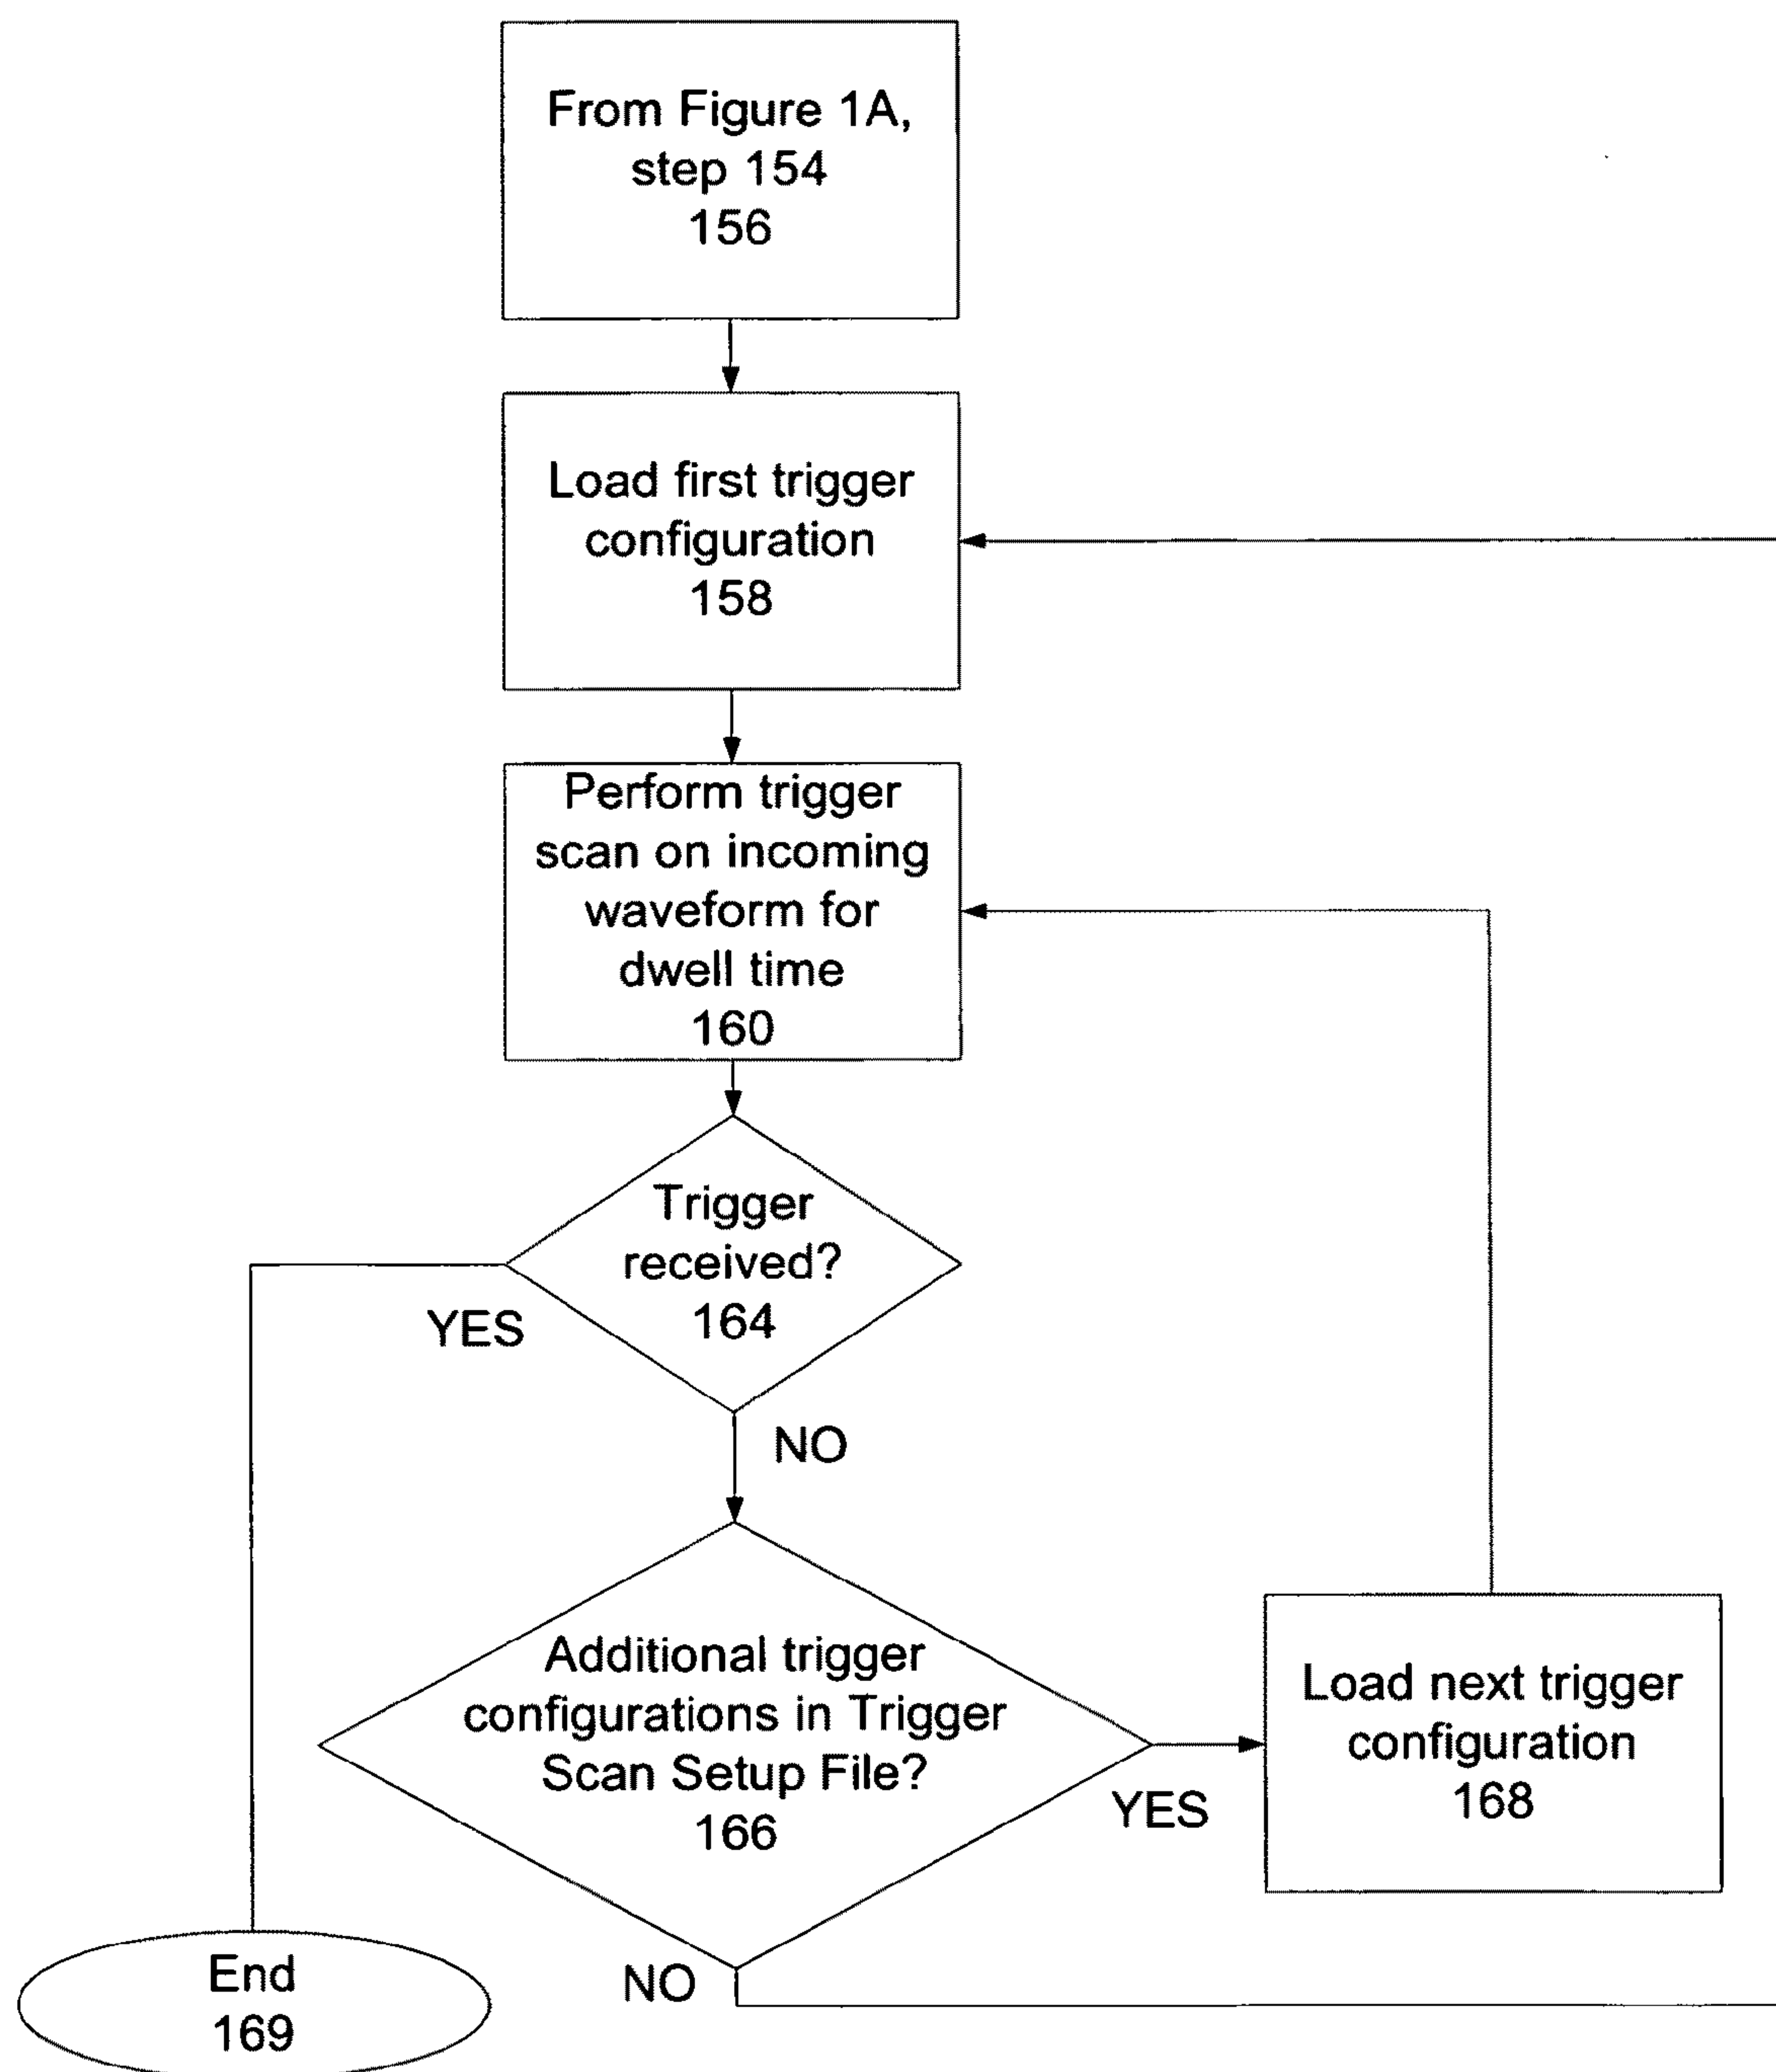 From Figure 1A,
step 154
156
Load first trigger
configuration
158
Perform trigger
scan on incoming
waveform for
dwell time
160
Trigger
received?
164
YES
NO
Additional trigger
configurations in Trigger
Scan Setup File?
166
YES
Load next trigger
configuration
168
NO
End
169